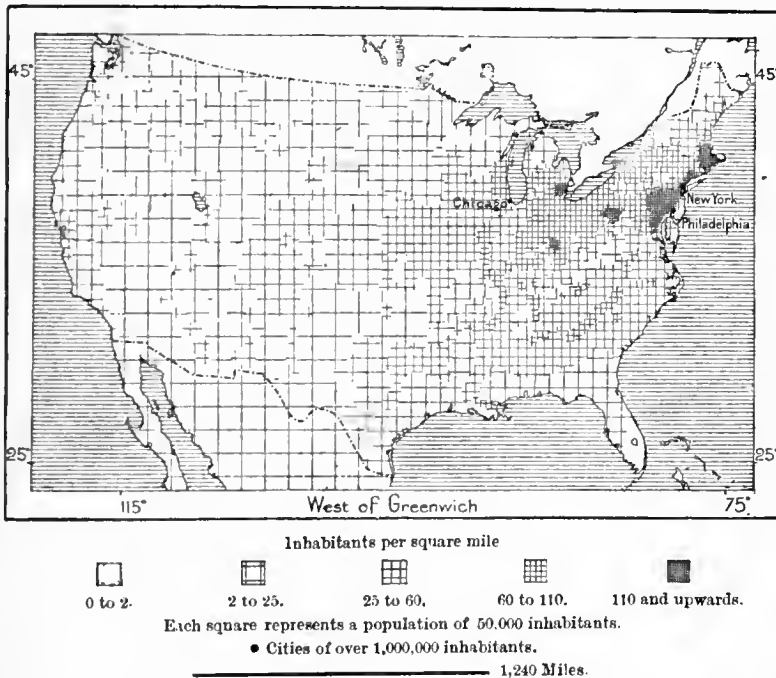 45°
45°
Chicago
New York
Philadelphia
25°
25°
115°
West of Greenwich
75°
Inhabitants per square mile
0 to 2.
2 to 25.
25 to 60.
60 to 110.
110 and upwards.
Each square represents a population of 50,000 inhabitants.
● Cities of over 1,000,000 inhabitants.
1,240 Miles.